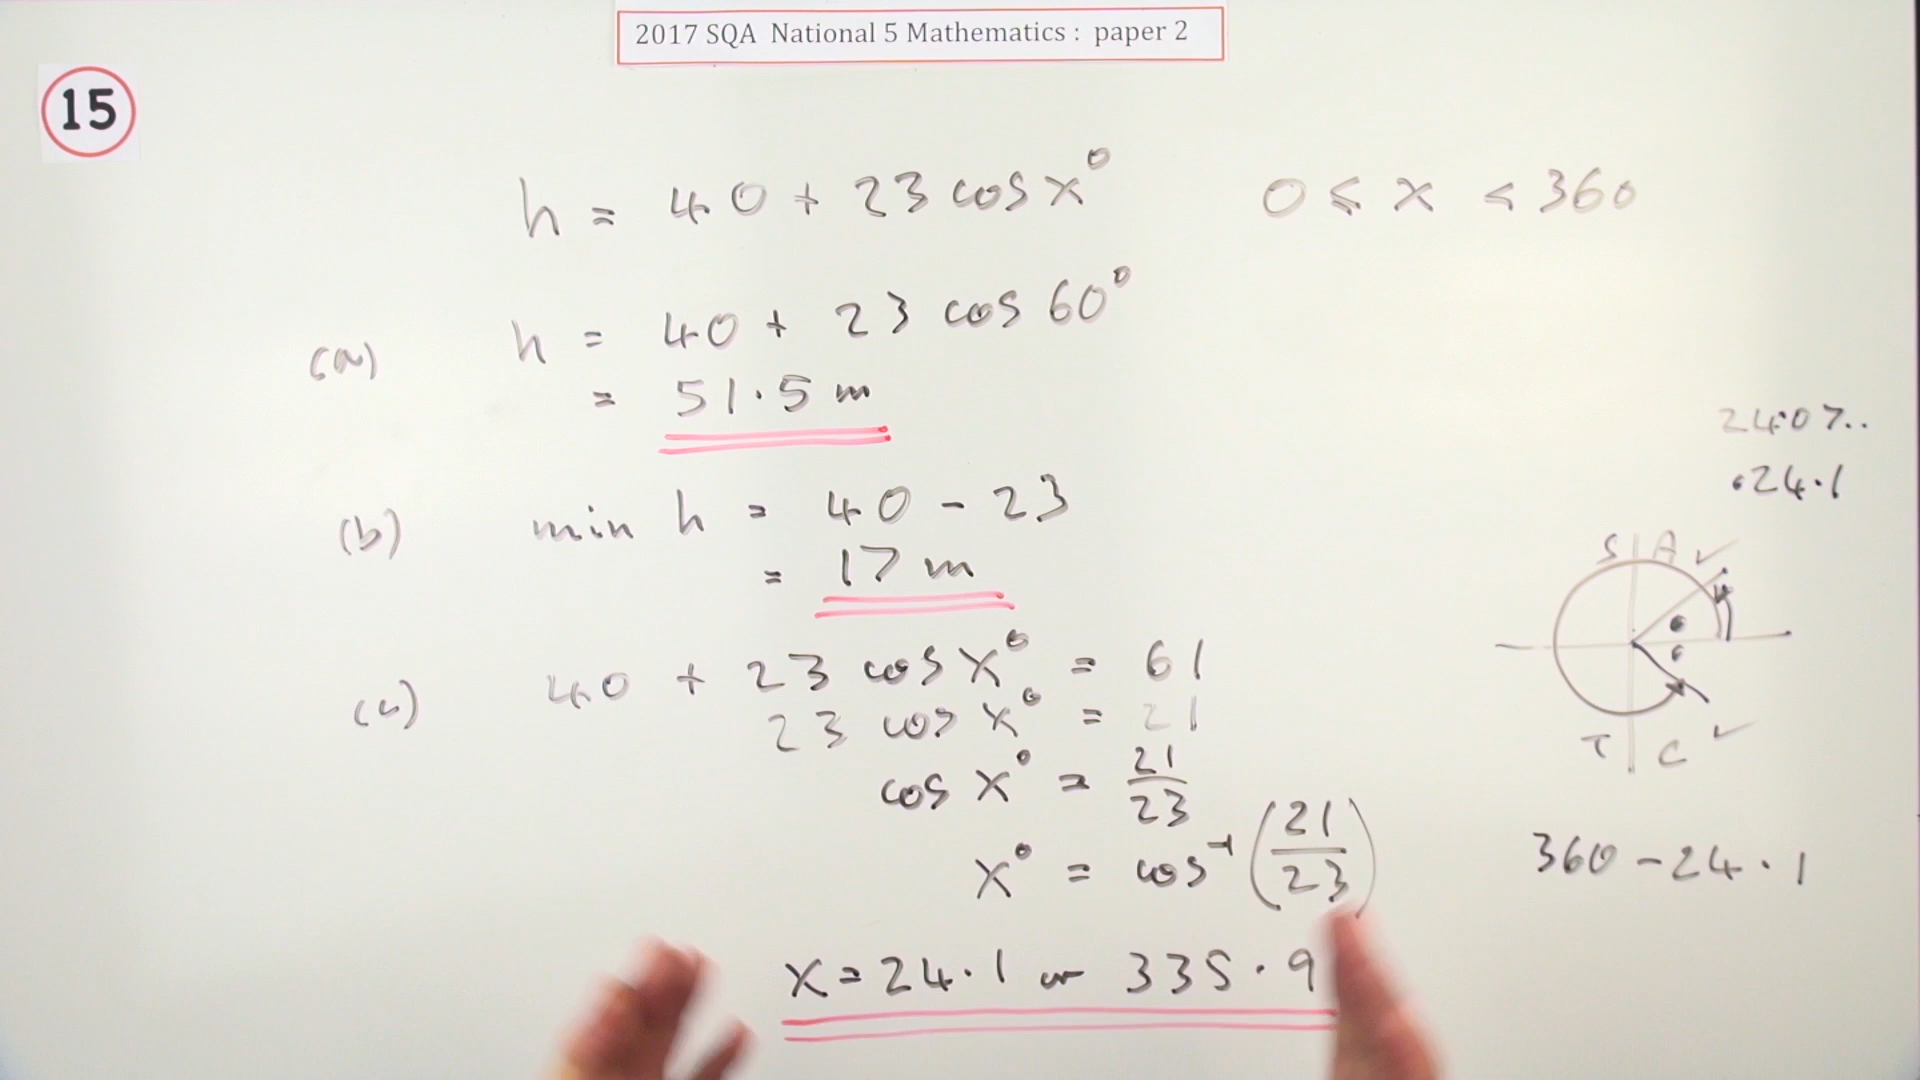 2017 SQA National 5 Mathematics : paper 2
15
h = 40 + 23 cos x° 0 ≤ x < 360
(a) h = 40 + 23 cos 60°
= 51.5 m
(b) min h = 40 - 23
= 17 m
(c) 40 + 23 cos x° = 61
23 cos x° = 21
cos x° = 21/23
x° = cos⁻¹ (21/23)
x = 24.1 or 335.9
24.07..
24.1
S A ✓
T C ✓
360 - 24.1